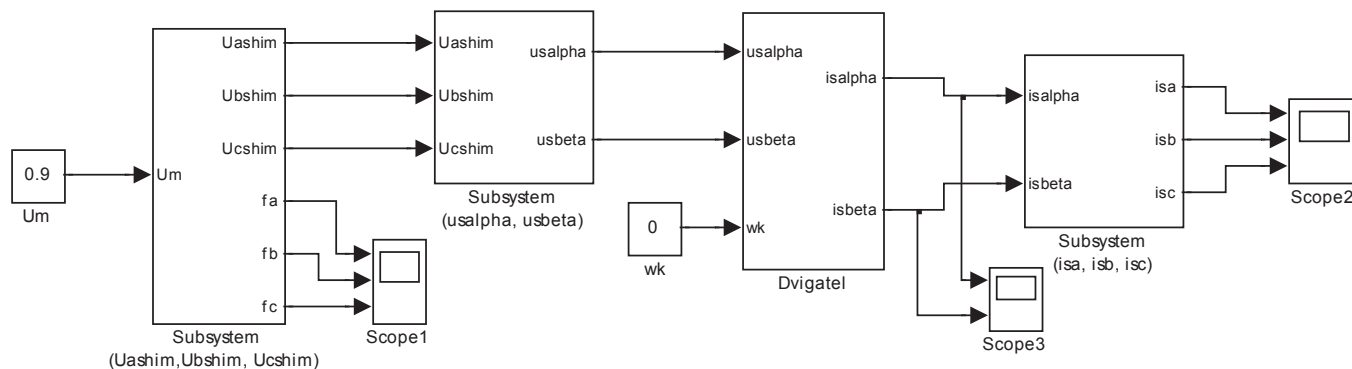 0.9
Um
Um
Uashim
Ubshim
Ucshim
fa
fb
fc
Subsystem
(Uashim,Ubshim, Ucshim)
Scope1
Uashim
Ubshim
Ucshim
usalpha
usbeta
Subsystem
(usalpha, usbeta)
0
wk
usalpha
usbeta
wk
isalpha
isbeta
Dvigatel
Scope3
isalpha
isbeta
isa
isb
isc
Subsystem
(isa, isb, isc)
Scope2